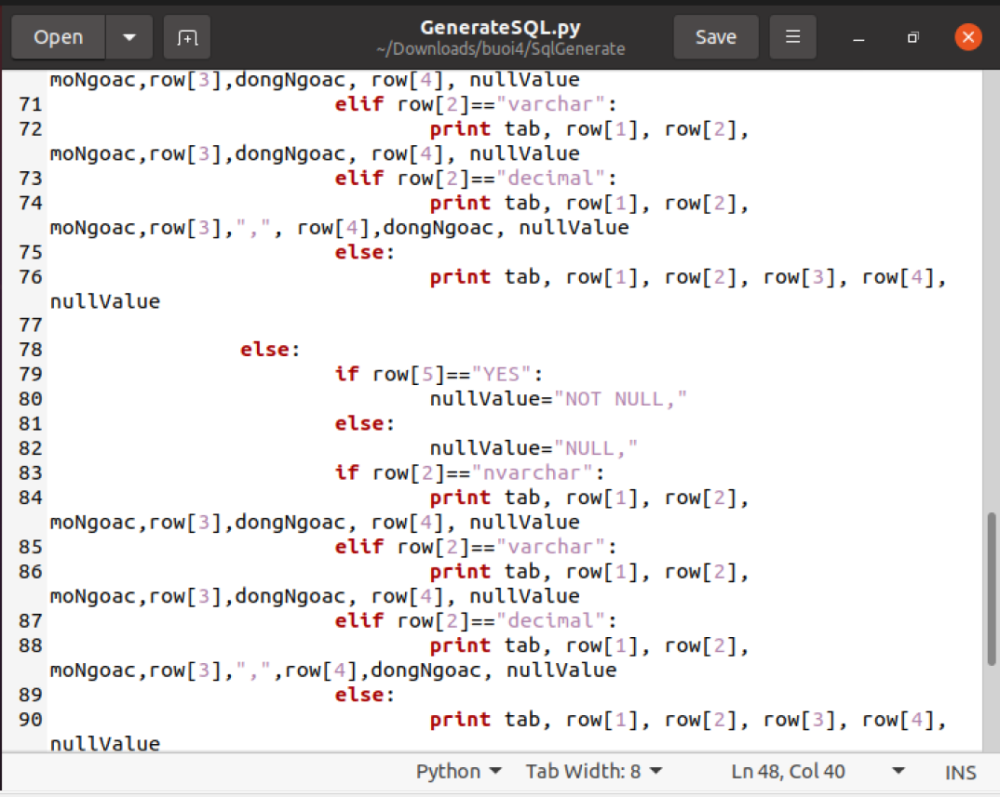 Open
GenerateSQL.py
~/Downloads/buoi4/SqlGenerate
Save
moNgoac,row[3],dongNgoac, row[4], nullValue
71 elif row[2]=="varchar":
72 print tab, row[1], row[2],
moNgoac,row[3],dongNgoac, row[4], nullValue
73 elif row[2]=="decimal":
74 print tab, row[1], row[2],
moNgoac,row[3],",", row[4],dongNgoac, nullValue
75 else:
76 print tab, row[1], row[2], row[3], row[4],
nullValue
77
78 else:
79 if row[5]=="YES":
80 nullValue="NOT NULL,"
81 else:
82 nullValue="NULL,"
83 if row[2]=="nvarchar":
84 print tab, row[1], row[2],
moNgoac,row[3],dongNgoac, row[4], nullValue
85 elif row[2]=="varchar":
86 print tab, row[1], row[2],
moNgoac,row[3],dongNgoac, row[4], nullValue
87 elif row[2]=="decimal":
88 print tab, row[1], row[2],
moNgoac,row[3],",",row[4],dongNgoac, nullValue
89 else:
90 print tab, row[1], row[2], row[3], row[4],
nullValue
Python Tab Width: 8 Ln 48, Col 40 INS